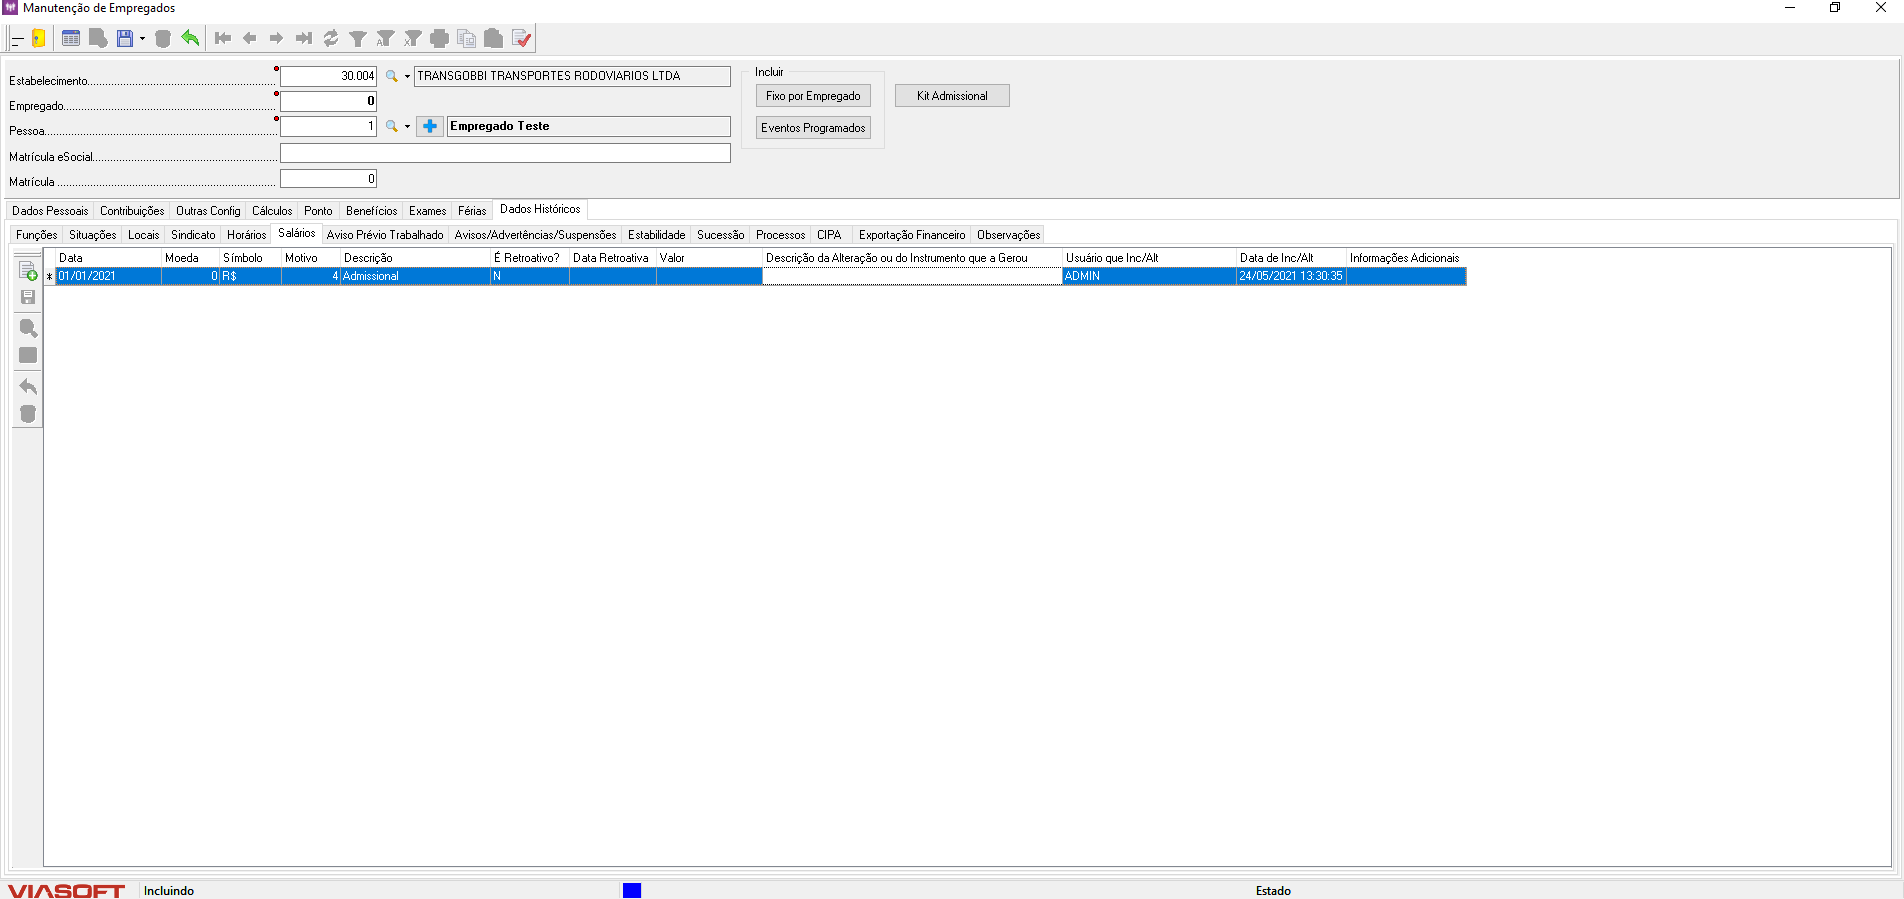 Manutenção de Empregados
Estabelecimento 30.004 TRANSGOBBI TRANSPORTES RODOVIARIOS LTDA
Incluir
Fixo por Empregado Kit Admissional
Empregado 0
Pessoa 1 Empregado Teste
Eventos Programados
Matrícula eSocial
Matrícula 0
Dados Pessoais Contribuições Outras Config Cálculos Ponto Benefícios Exames Férias Dados Históricos
Funções Situações Locais Sindicato Horários Salários Aviso Prévio Trabalhado Avisos/Advertências/Suspensões Estabilidade Sucessão Processos CIPA Exportação Financeiro Observações
Data Moeda Símbolo Motivo Descrição É Retroativo? Data Retroativa Valor Descrição da Alteração ou do Instrumento que a Gerou Usuário que Inc/Alt Data de Inc/Alt Informações Adicionais
* 01/01/2021 0 R$ 4 Admissional N ADMIN 24/05/2021 13:30:35
VIASOFT Incluindo Estado